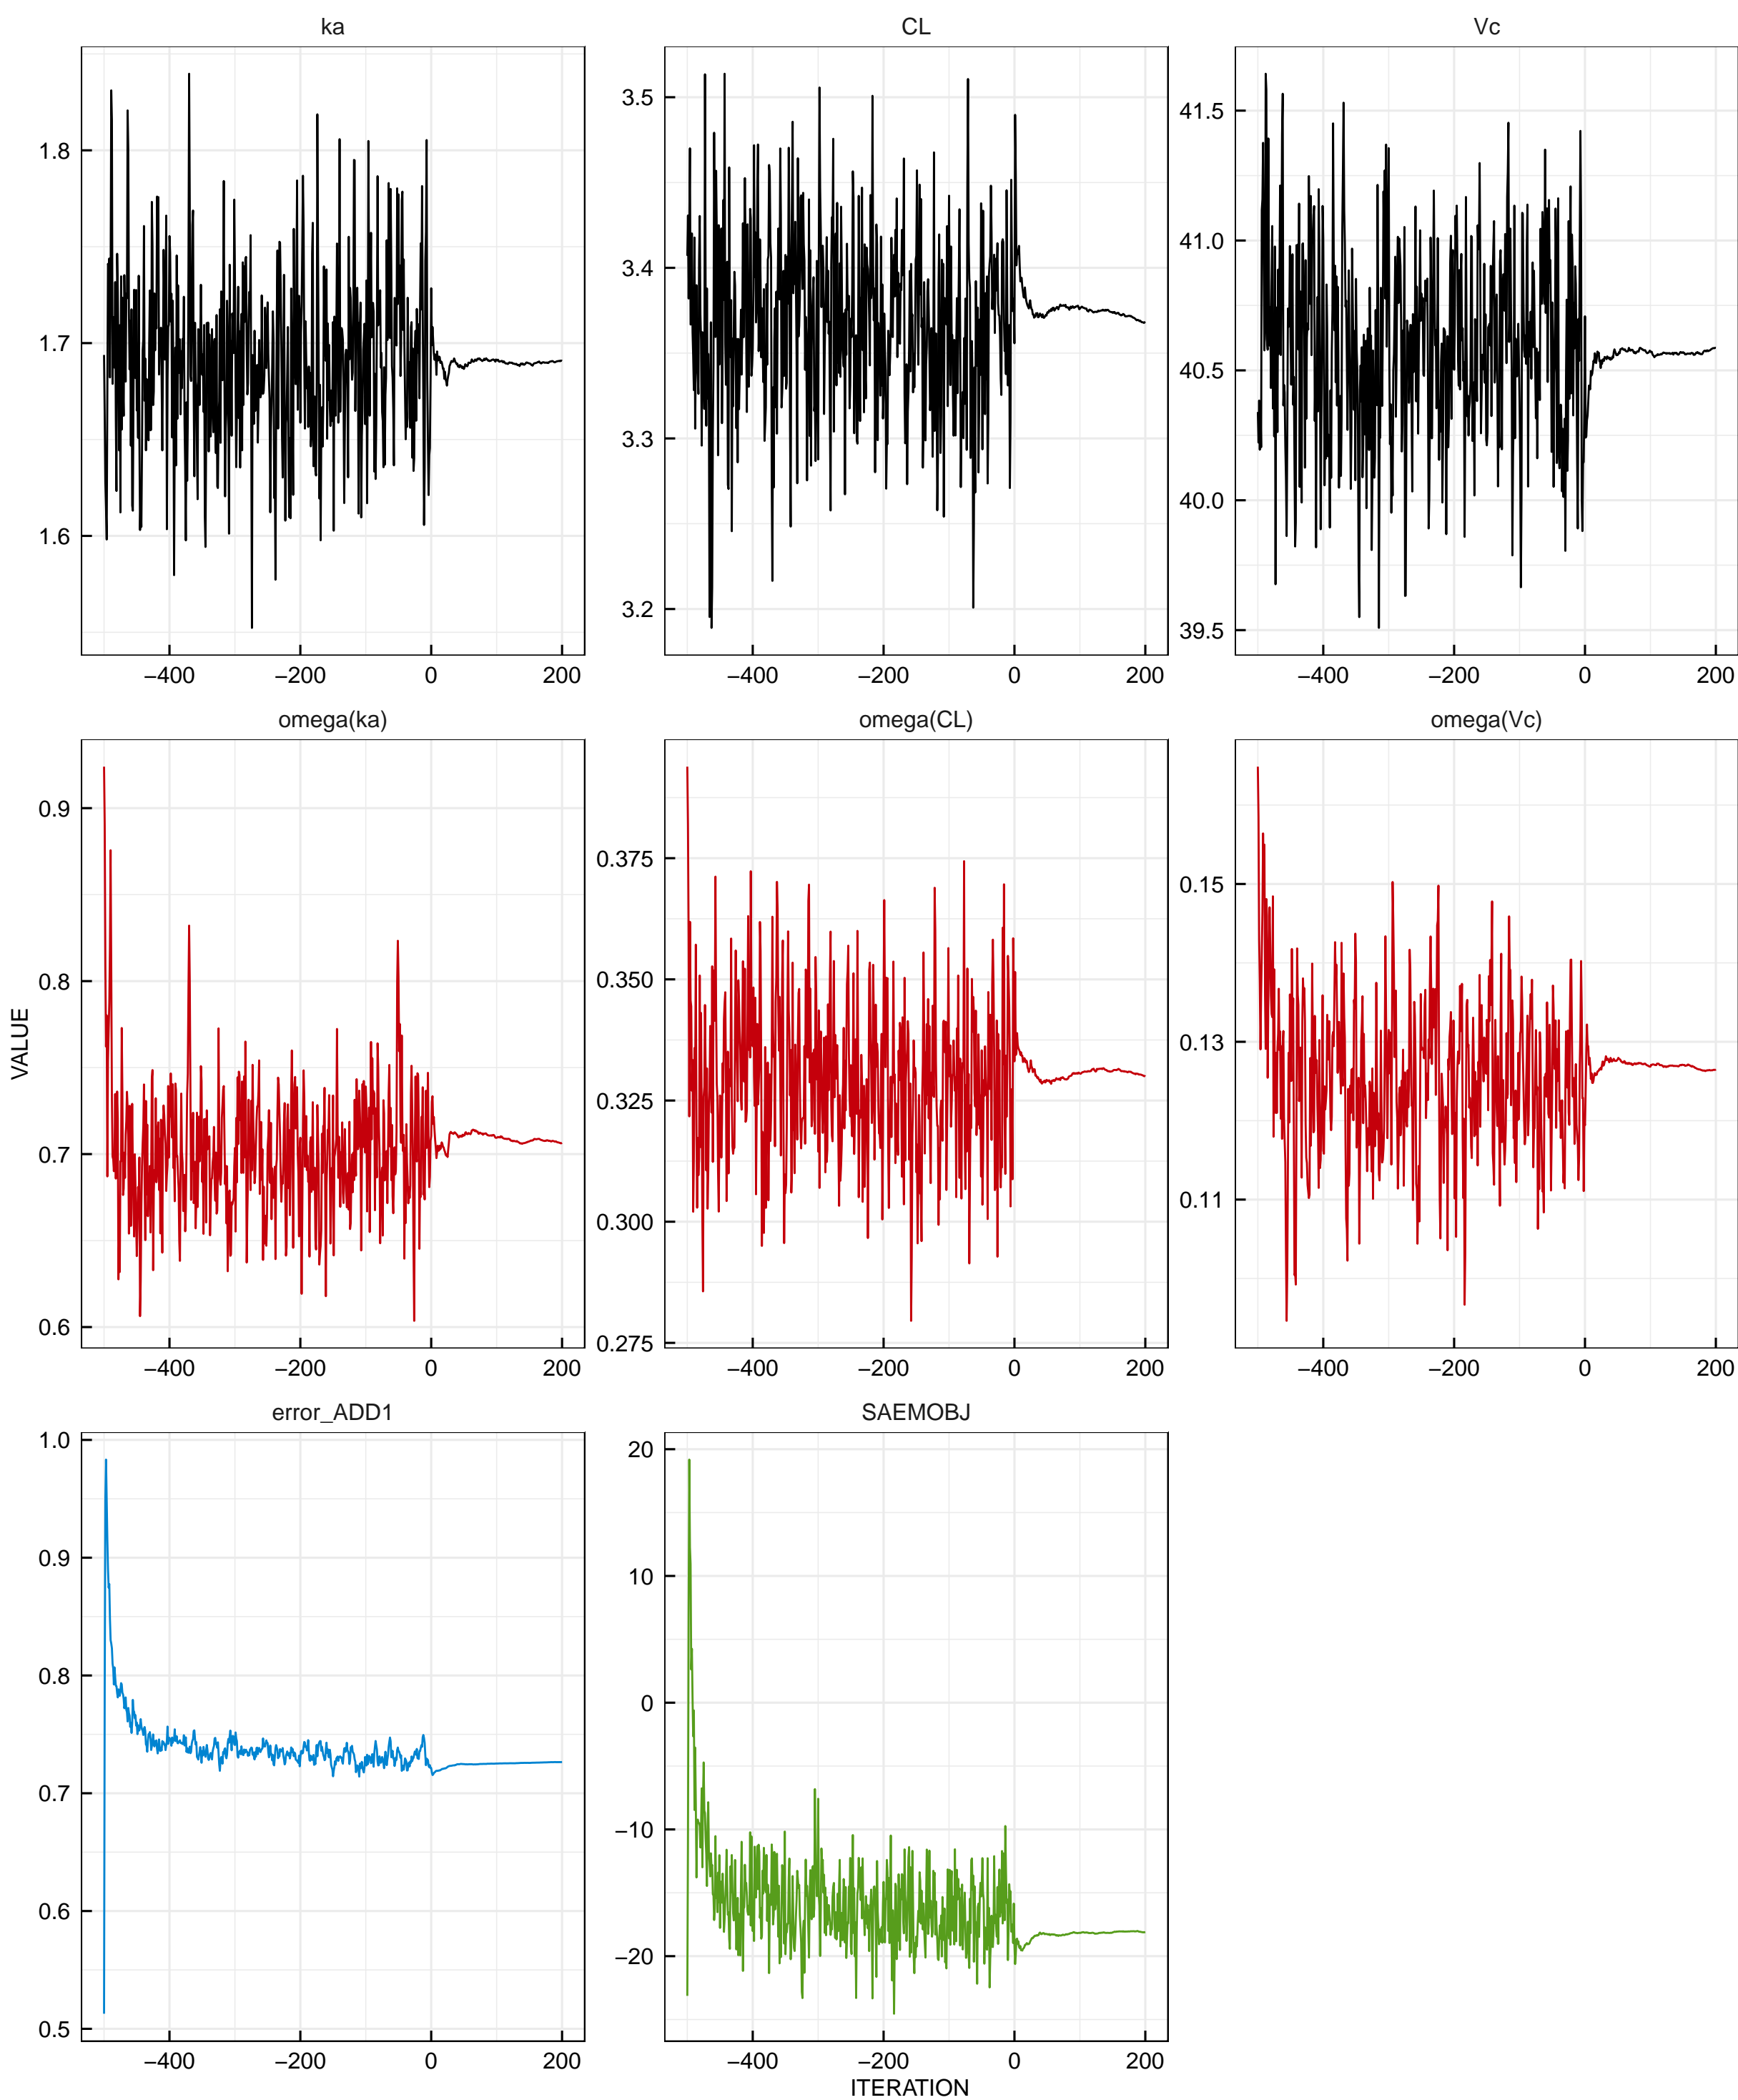 ka CL Vc
1.8 3.5 41.5
1.7 3.4 41.0
1.6 3.3 40.5
3.2 40.0
39.5
−400 −200 0 200 −400 −200 0 200 −400 −200 0 200
omega(ka) omega(CL) omega(Vc)
0.9 0.375 0.15
0.8 0.350 0.13
0.7 0.325 0.11
0.6 0.300
0.275
−400 −200 0 200 −400 −200 0 200 −400 −200 0 200
VALUE
error_ADD1 SAEMOBJ
1.0 20
0.9 10
0.8 0
0.7 −10
0.6 −20
0.5
−400 −200 0 200 −400 −200 0 200
ITERATION